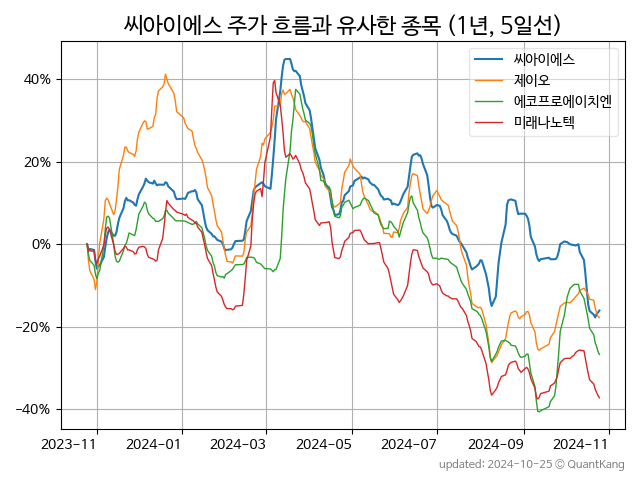 씨아이에스 주가 흐름과 유사한 종목 (1년, 5일선)
씨아이에스
제이오
에코프로에이치엔
미래나노텍
40%
20%
0%
−20%
−40%
2023-11 2024-01 2024-03 2024-05 2024-07 2024-09 2024-11
updated: 2024-10-25 © QuantKang